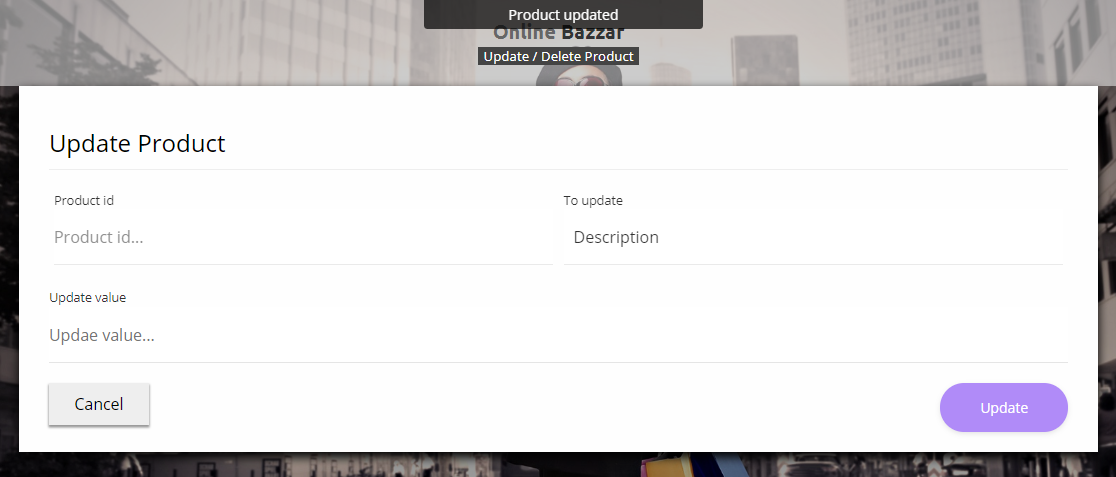 Product updated
Online Bazzar
Update / Delete Product
Update Product
Product id
To update
Product id...
Description
Update value
Updae value...
Cancel
Update